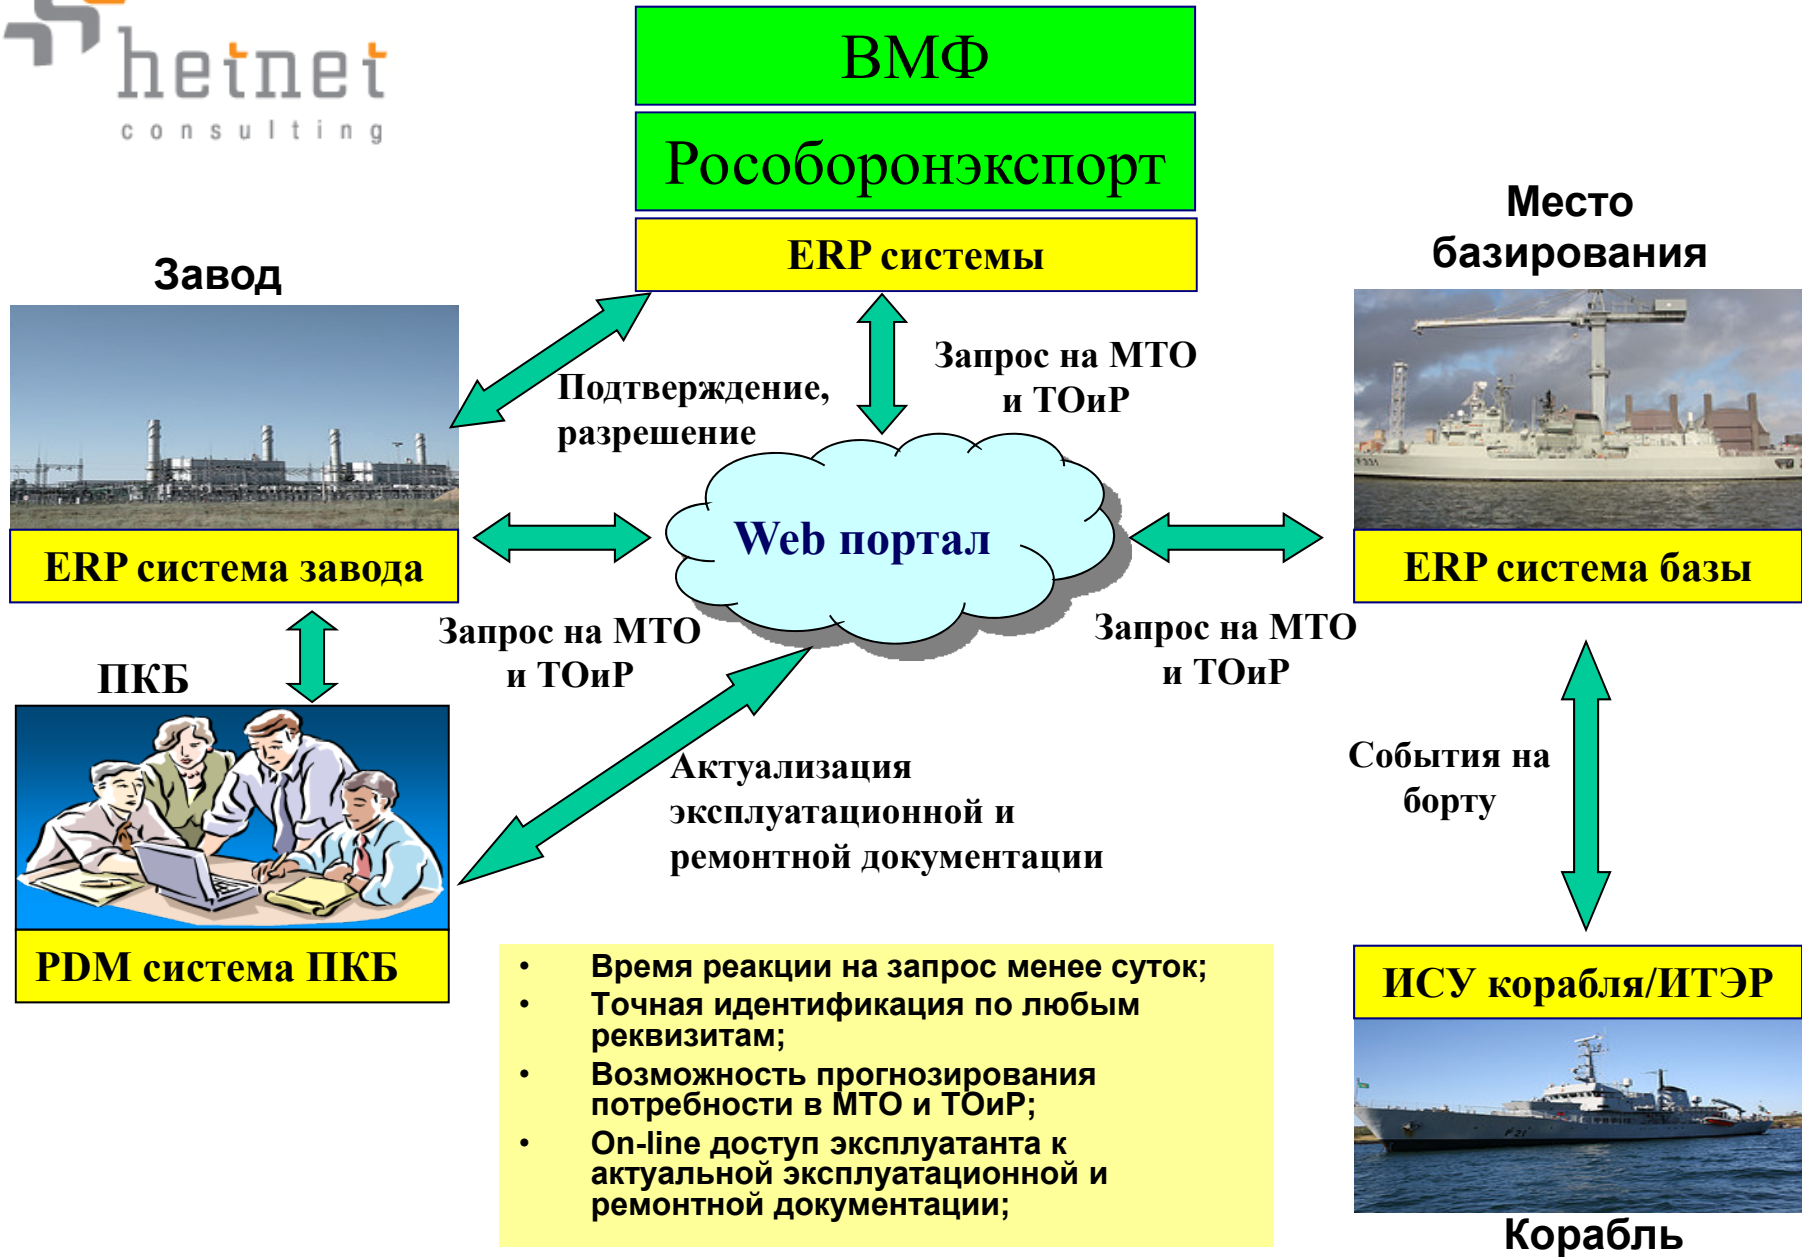 hetnet
consulting
ВМФ
Рособоронэкспорт
ERP системы
Место
базирования
Завод
Подтверждение,
разрешение
Запрос на МТО
и ТОиР
F331
Web портал
ERP система завода
ERP система базы
Запрос на МТО
и ТОиР
Запрос на МТО
и ТОиР
ПКБ
События на
борту
Актуализация
эксплуатационной и
ремонтной документации
PDM система ПКБ
• Время реакции на запрос менее суток;
• Точная идентификация по любым
реквизитам;
• Возможность прогнозирования
потребности в МТО и ТОиР;
• On-line доступ эксплуатанта к
актуальной эксплуатационной и
ремонтной документации;
ИСУ корабля/ИТЭР
P21
Корабль